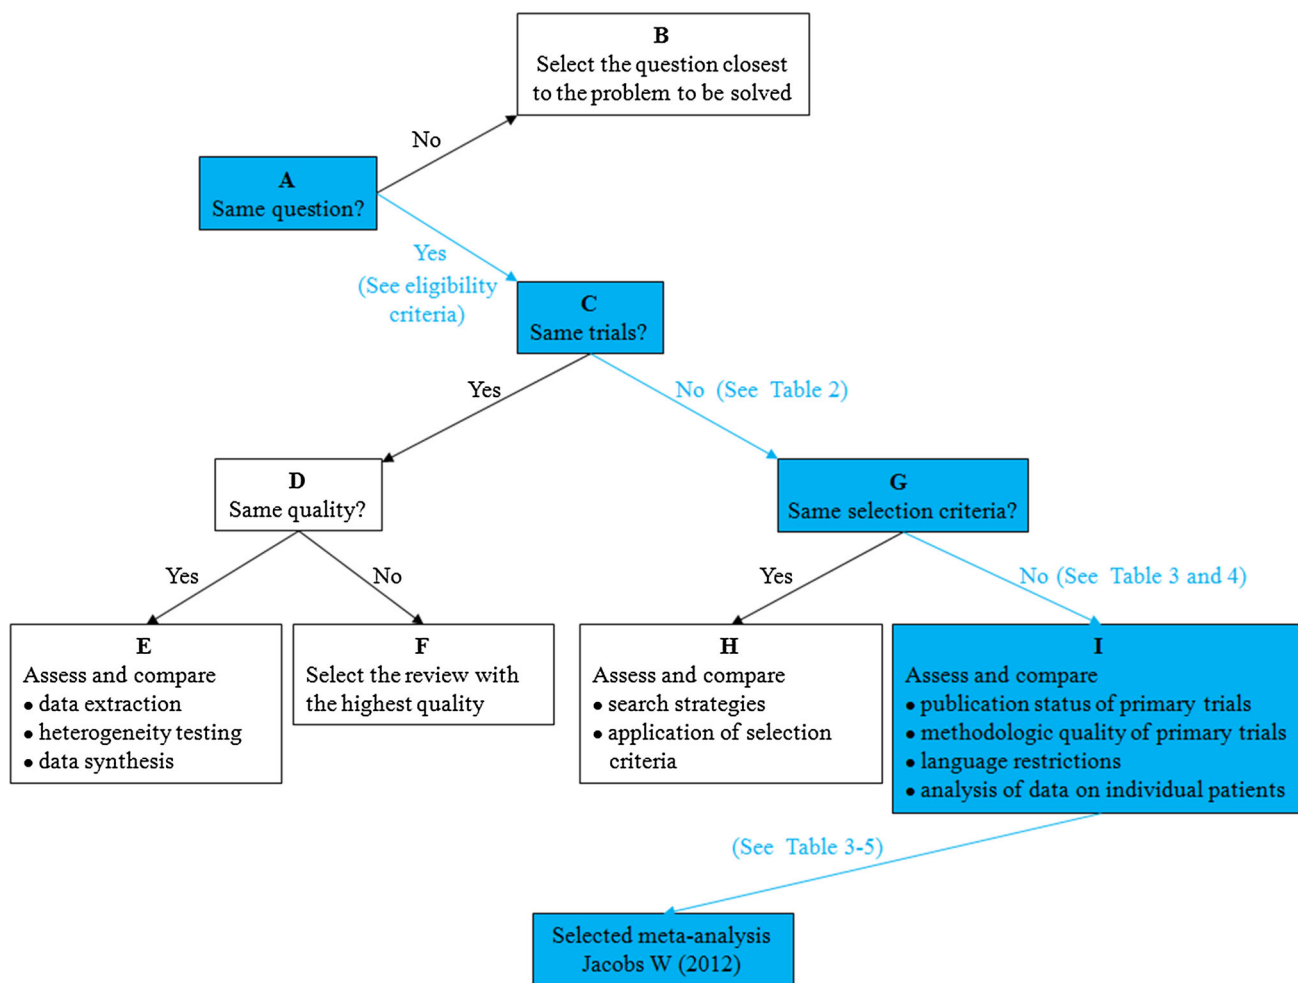 B
Select the question closest
to the problem to be solved
No
A
Same question?
Yes
(See eligibility
criteria)
C
Same trials?
Yes
No (See Table 2)
D
Same quality?
G
Same selection criteria?
Yes
No
Yes
No (See Table 3 and 4)
E
Assess and compare
• data extraction
• heterogeneity testing
• data synthesis
F
Select the review with
the highest quality
H
Assess and compare
• search strategies
• application of selection
criteria
I
Assess and compare
• publication status of primary trials
• methodologic quality of primary trials
• language restrictions
• analysis of data on individual patients
(See Table 3-5)
Selected meta-analysis
Jacobs W (2012)